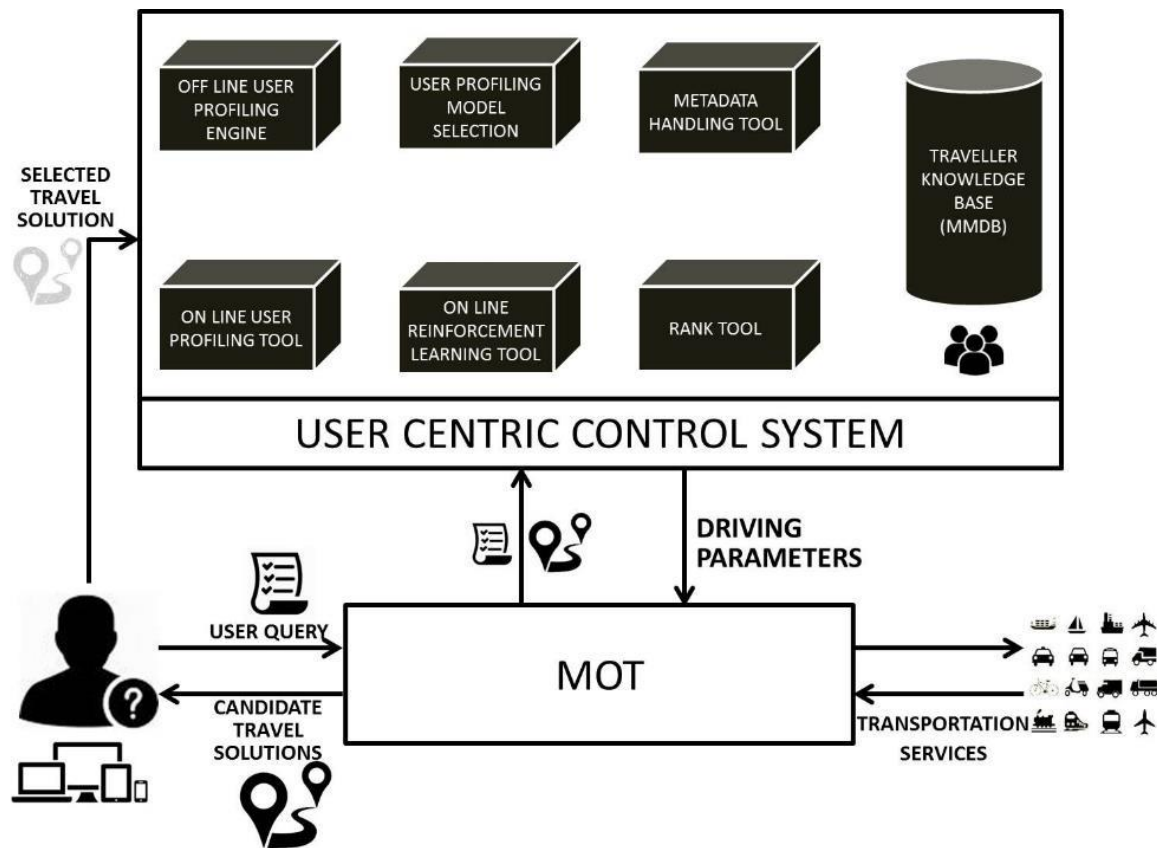 OFF LINE USER
PROFILING
ENGINE
USER PROFILING
MODEL
SELECTION
METADATA
HANDLING TOOL
TRAVELLER
KNOWLEDGE
BASE
(MMDB)
SELECTED
TRAVEL
SOLUTION
ON LINE USER
PROFILING TOOL
ON LINE
REINFORCEMENT
LEARNING TOOL
RANK TOOL
USER CENTRIC CONTROL SYSTEM
DRIVING
PARAMETERS
USER QUERY
MOT
?
CANDIDATE
TRAVEL
SOLUTIONS
TRANSPORTATION
SERVICES